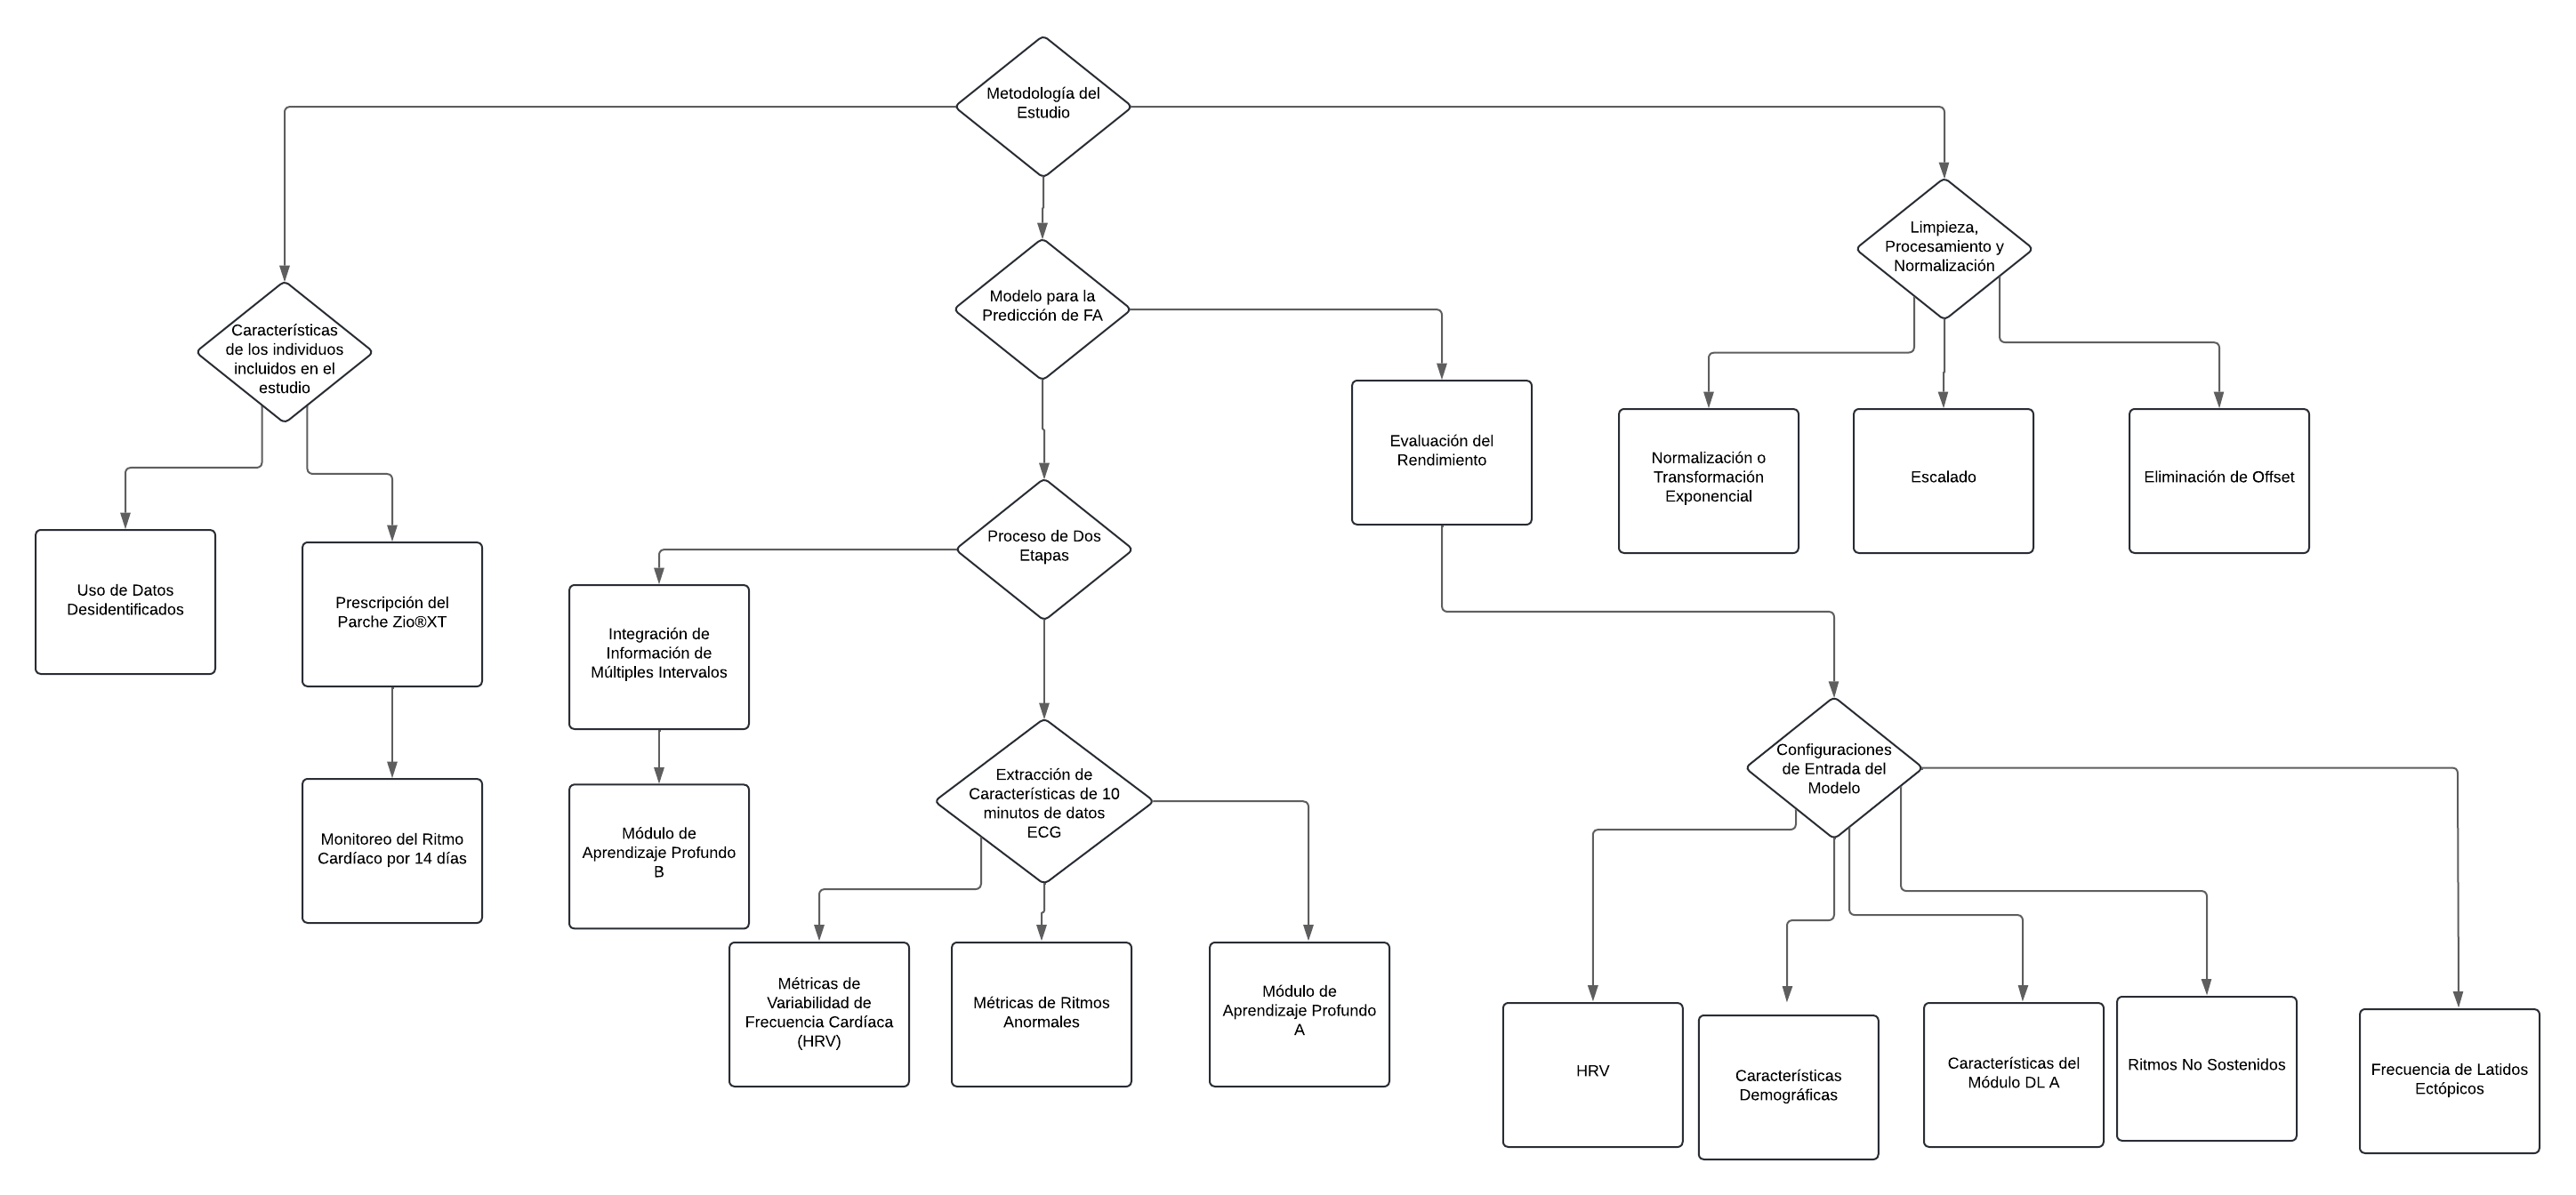 Metodología del
Estudio
Limpieza,
Procesamiento y
Normalización
Modelo para la
Predicción de FA
Características
de los individuos
incluidos en el
estudio
Evaluación del
Rendimiento
Normalización o
Transformación
Exponencial
Escalado
Eliminación de Offset
Proceso de Dos
Etapas
Uso de Datos
Desidentificados
Prescripción del
Parche Zio®XT
Integración de
Información de
Múltiples Intervalos
Configuraciones
de Entrada del
Modelo
Extracción de
Características de 10
minutos de datos
ECG
Monitoreo del Ritmo
Cardíaco por 14 días
Módulo de
Aprendizaje Profundo
B
Métricas de
Variabilidad de
Frecuencia Cardíaca
(HRV)
Métricas de Ritmos
Anormales
Módulo de
Aprendizaje Profundo
A
HRV
Características
Demográficas
Características del
Módulo DL A
Ritmos No Sostenidos
Frecuencia de Latidos
Ectópicos